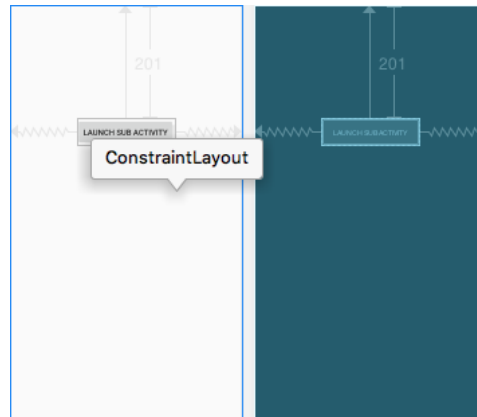 201
201
LAUNCH SUB ACTIVITY
LAUNCH SUB ACTIVITY
ConstraintLayout